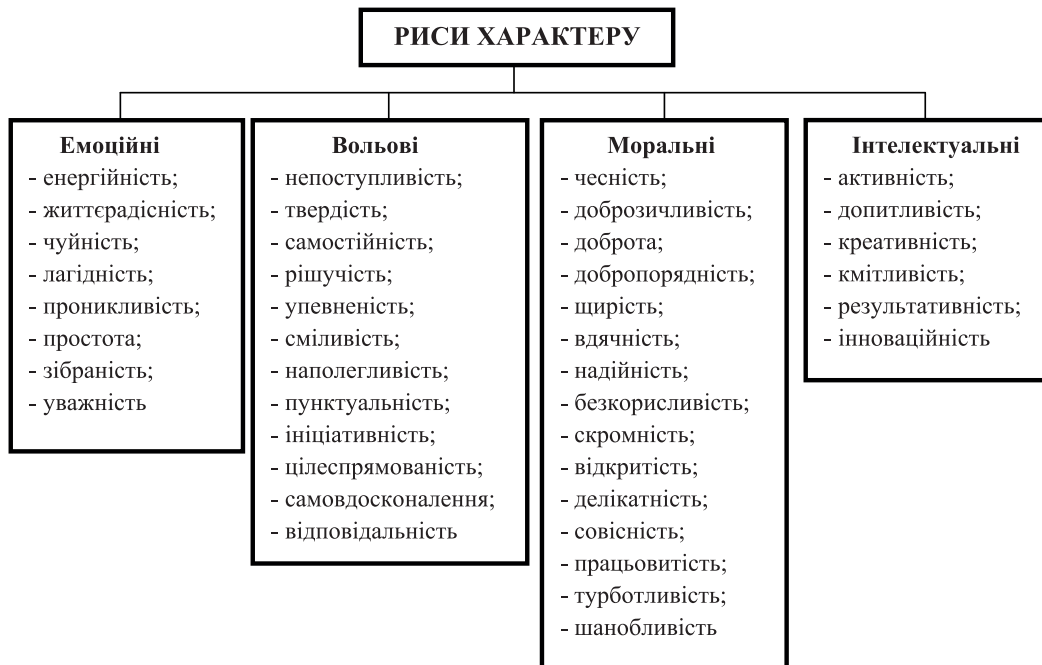 РИСИ ХАРАКТЕРУ
Емоційні
- енергійність;
- життєрадісність;
- чуйність;
- лагідність;
- проникливість;
- простота;
- зібраність;
- уважність
Вольові
- непоступливість;
- твердість;
- самостійність;
- рішучість;
- упевненість;
- сміливість;
- наполегливість;
- пунктуальність;
- ініціативність;
- цілеспрямованість;
- самовдосконалення;
- відповідальність
Моральні
- чесність;
- доброзичливість;
- доброта;
- добропорядність;
- щирість;
- вдячність;
- надійність;
- безкорисливість;
- скромність;
- відкритість;
- делікатність;
- совісність;
- працьовитість;
- турботливість;
- шанобливість
Інтелектуальні
- активність;
- допитливість;
- креативність;
- кмітливість;
- результативність;
- інноваційність